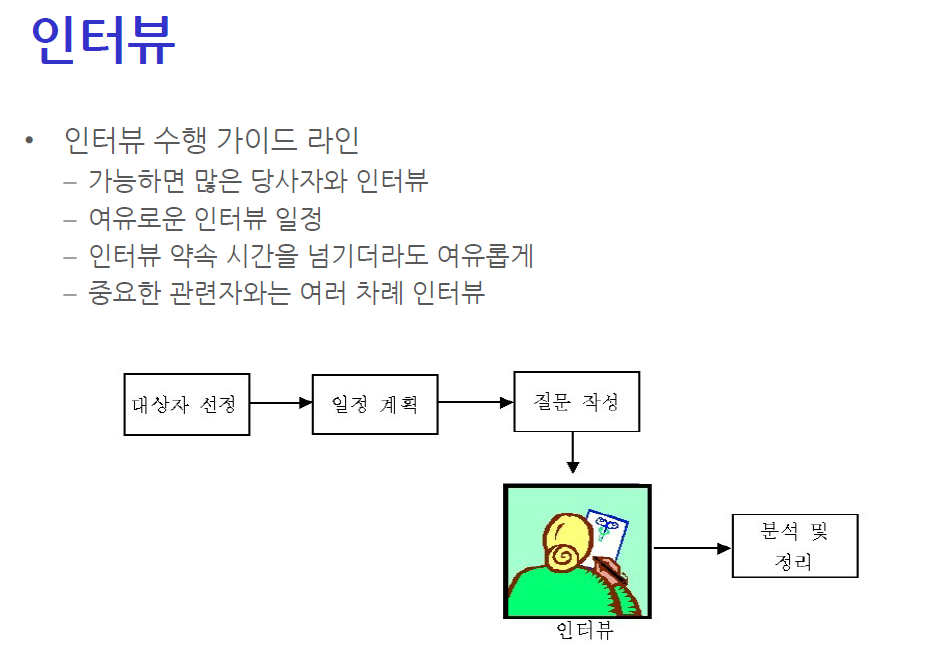 인터뷰
• 인터뷰 수행 가이드 라인
– 가능하면 많은 당사자와 인터뷰
– 여유로운 인터뷰 일정
– 인터뷰 약속 시간을 넘기더라도 여유롭게
– 중요한 관련자와는 여러 차례 인터뷰
대상자 선정
일정 계획
질문 작성
인터뷰
분석 및
정리